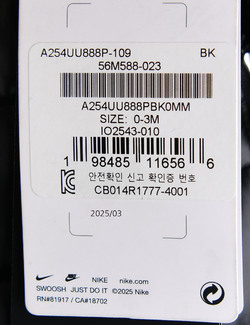 A254UU888P-109 BK
56M588-023
A254UU888PBK0MM
SIZE: 0-3M
IO2543-010
1 98485 11656 6
안전확인 신고 확인증 번호
CB014R1777-4001
2025/03
NIKE nike.com
SWOOSH JUST DO IT ©2025 Nike
RN#81917 / CA#18702